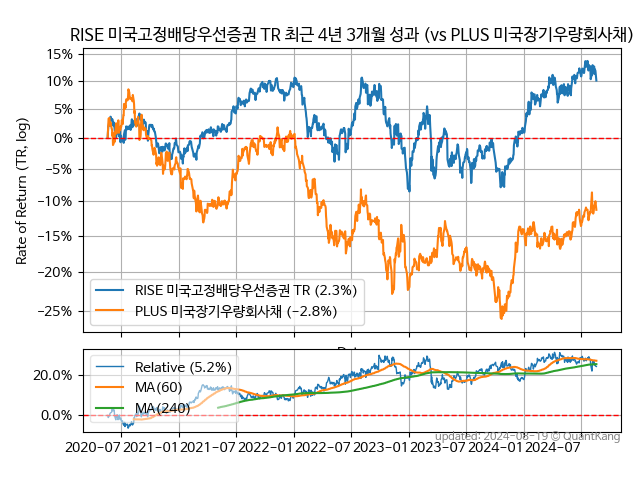 RISE 미국고정배당우선증권 TR 최근 4년 3개월 성과 (vs PLUS 미국장기우량회사채)
Rate of Return (TR, log)
15%
10%
5%
0%
−5%
−10%
−15%
−20%
−25%
RISE 미국고정배당우선증권 TR (2.3%)
PLUS 미국장기우량회사채 (−2.8%)
20.0%
0.0%
Relative (5.2%)
MA(60)
MA(240)
2020-07 2021-01 2021-07 2022-01 2022-07 2023-01 2023-07 2024-01 2024-07
updated: 2024-08-19 © QuantKang